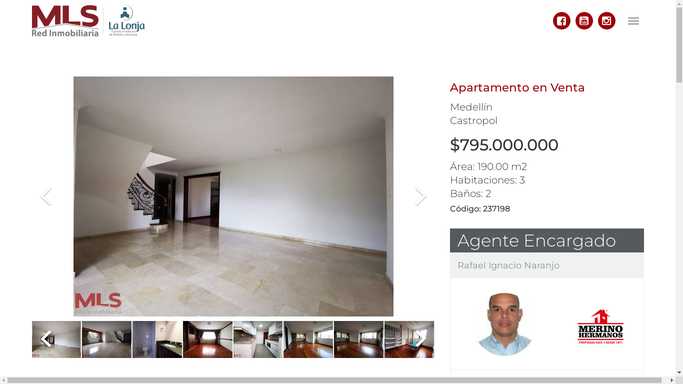 MLS
Red Inmobiliaria
La Lonja
Apartamento en Venta
Medellín
Castropol
$795.000.000
Área: 190.00 m2
Habitaciones: 3
Baños: 2
Código: 237198
Agente Encargado
Rafael Ignacio Naranjo
MERINO
HERMANOS
MLS